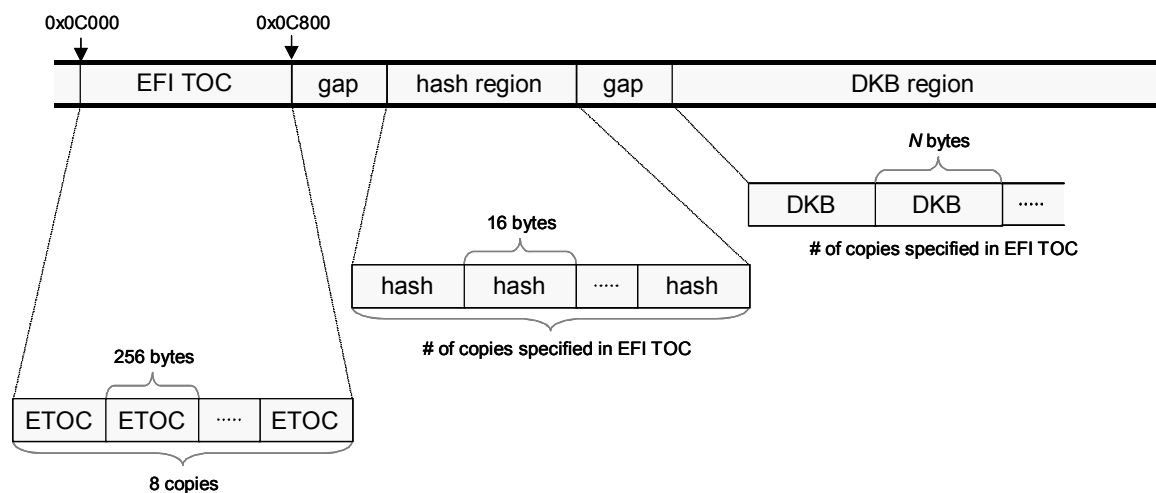 0x0C000 0x0C800
EFI TOC gap hash region gap DKB region
N bytes
DKB DKB .....
# of copies specified in EFI TOC
16 bytes
hash hash ..... hash
# of copies specified in EFI TOC
256 bytes
ETOC ETOC ..... ETOC
8 copies